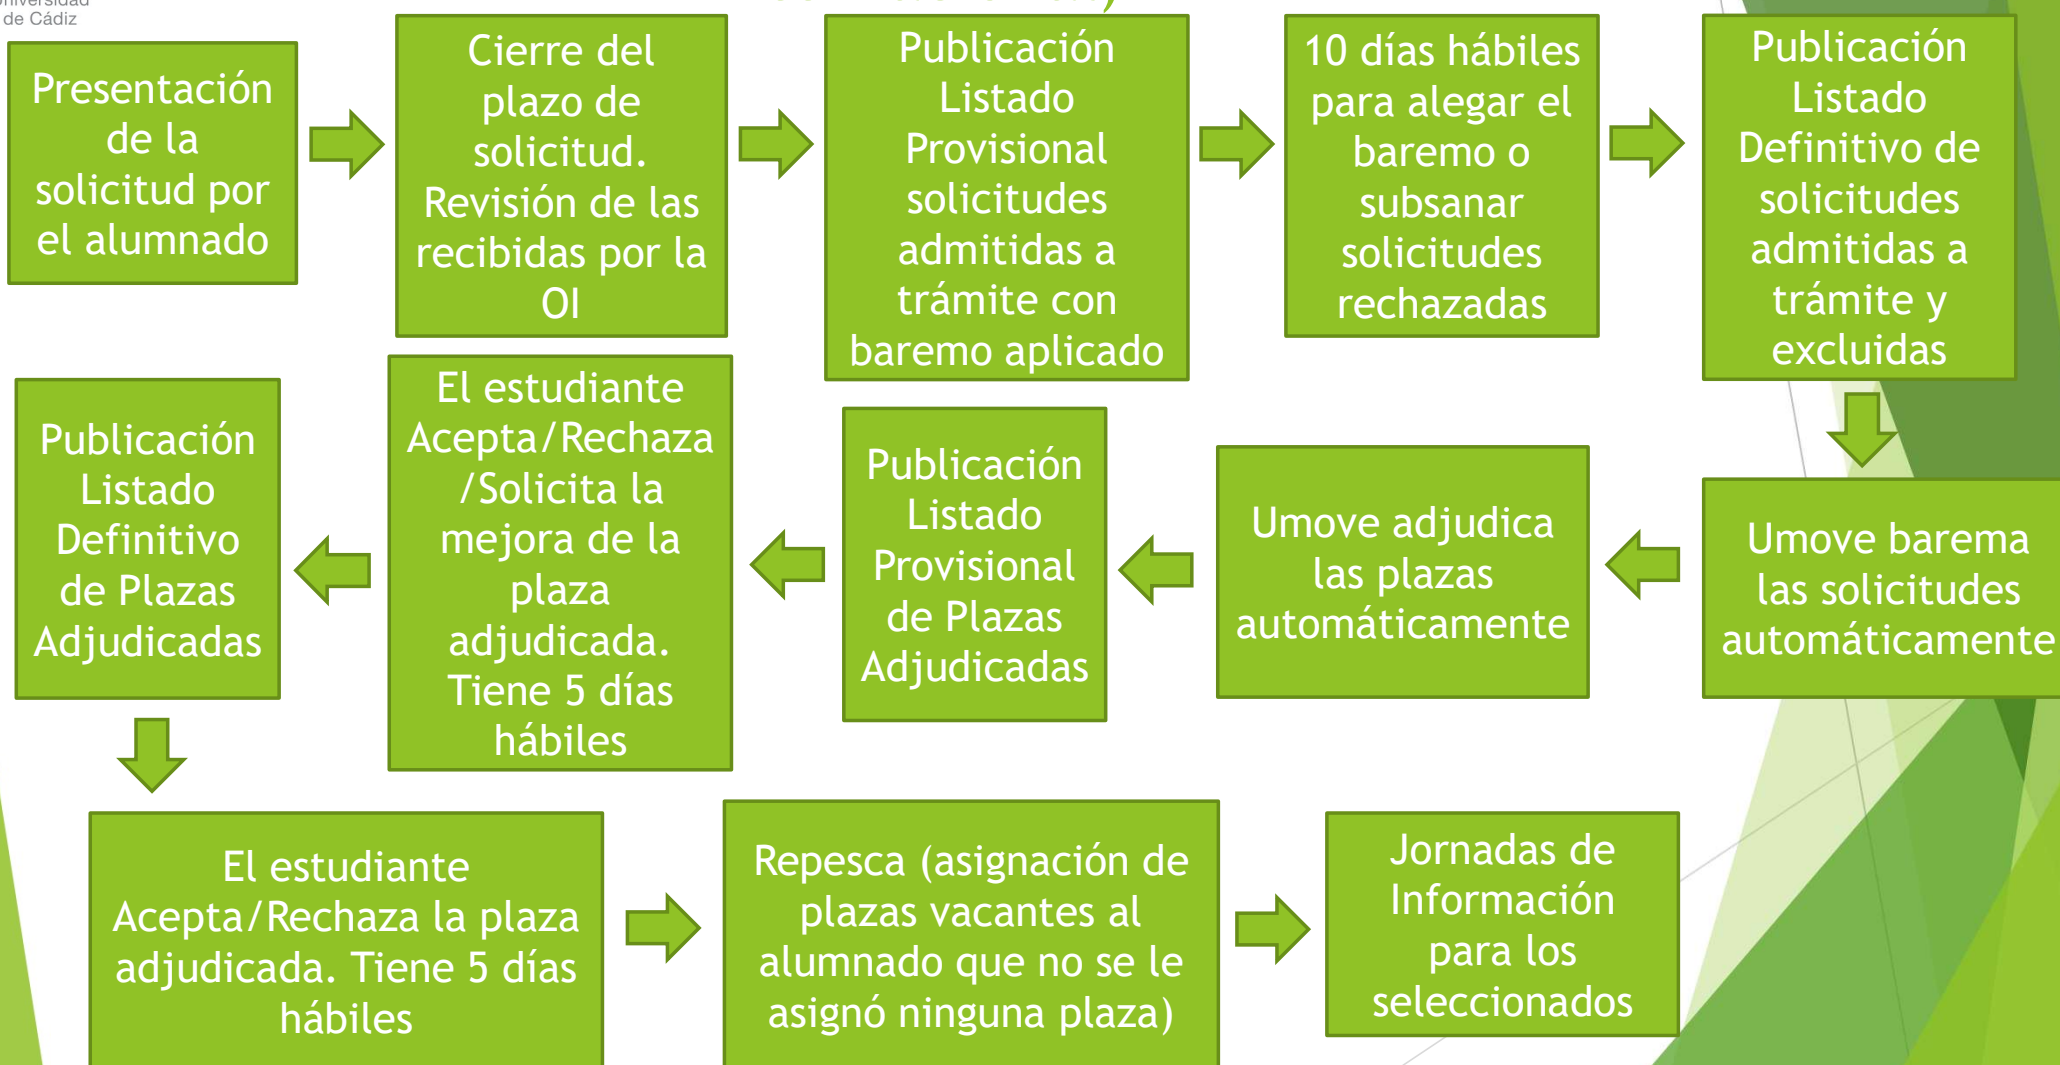 de Cádiz
Presentación
de la
solicitud por
el alumnado
Cierre del
plazo de
solicitud.
Revisión de las
recibidas por la
OI
Publicación
Listado
Provisional
solicitudes
admitidas a
trámite con
baremo aplicado
10 días hábiles
para alegar el
baremo o
subsanar
solicitudes
rechazadas
Publicación
Listado
Definitivo de
solicitudes
admitidas a
trámite y
excluidas
Umove barema
las solicitudes
automáticamente
Umove adjudica
las plazas
automáticamente
Publicación
Listado
Provisional
de Plazas
Adjudicadas
El estudiante
Acepta/Rechaza
/Solicita la
mejora de la
plaza
adjudicada.
Tiene 5 días
hábiles
Publicación
Listado
Definitivo
de Plazas
Adjudicadas
El estudiante
Acepta/Rechaza la plaza
adjudicada. Tiene 5 días
hábiles
Repesca (asignación de
plazas vacantes al
alumnado que no se le
asignó ninguna plaza)
Jornadas de
Información
para los
seleccionados